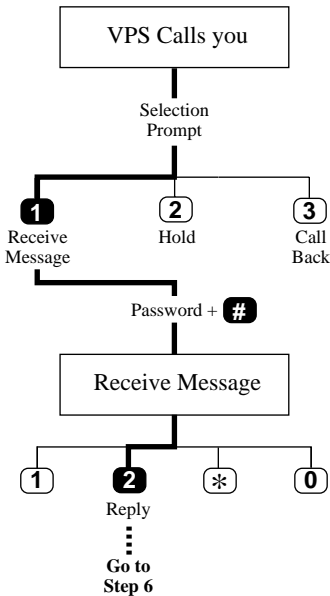 VPS Calls you
Selection
Prompt
1 2 3
Receive Hold Call
Message Back
Password + #
Receive Message
1 2 * 0
Reply
Go to
Step 6